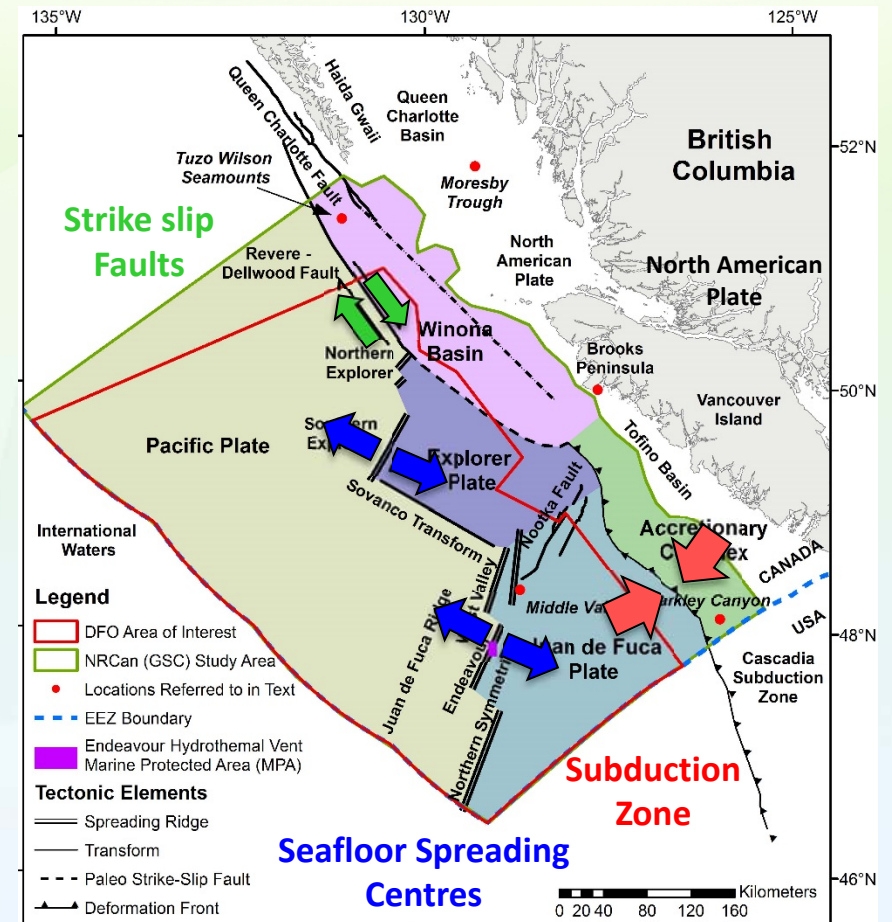 135°W
130°W
125°W
Haida Gwaii
Queen Charlotte Fault
Queen
Charlotte
Basin
British
Columbia
52°N
Tuzo Wilson
Seamounts
Moresby
Trough
Strike slip
Faults
Revere -
Dellwood Fault
North
American
Plate
North American
Plate
Winona
Basin
Northern
Explorer
Brooks
Peninsula
50°N
Vancouver
Island
Pacific Plate
Explorer
Plate
Tofino Basin
Sovanco Transform
Nootka Fault
International
Waters
Accretionary
CANADA
USA
Legend
DFO Area of Interest
NRCan (GSC) Study Area
Locations Referred to in Text
EEZ Boundary
Endeavour Hydrothemal Vent
Marine Protected Area (MPA)
Tectonic Elements
Spreading Ridge
Transform
Paleo Strike-Slip Fault
Deformation Front
Juan de Fuca Ridge
Valley
Endeavour
Northern Symmetric
Middle
48°N
de Fuca
Plate
Canyon
Cascadia
Subduction
Zone
Subduction
Zone
Seafloor Spreading
Centres
46°N
Kilometers
0 20 40 80 120 160